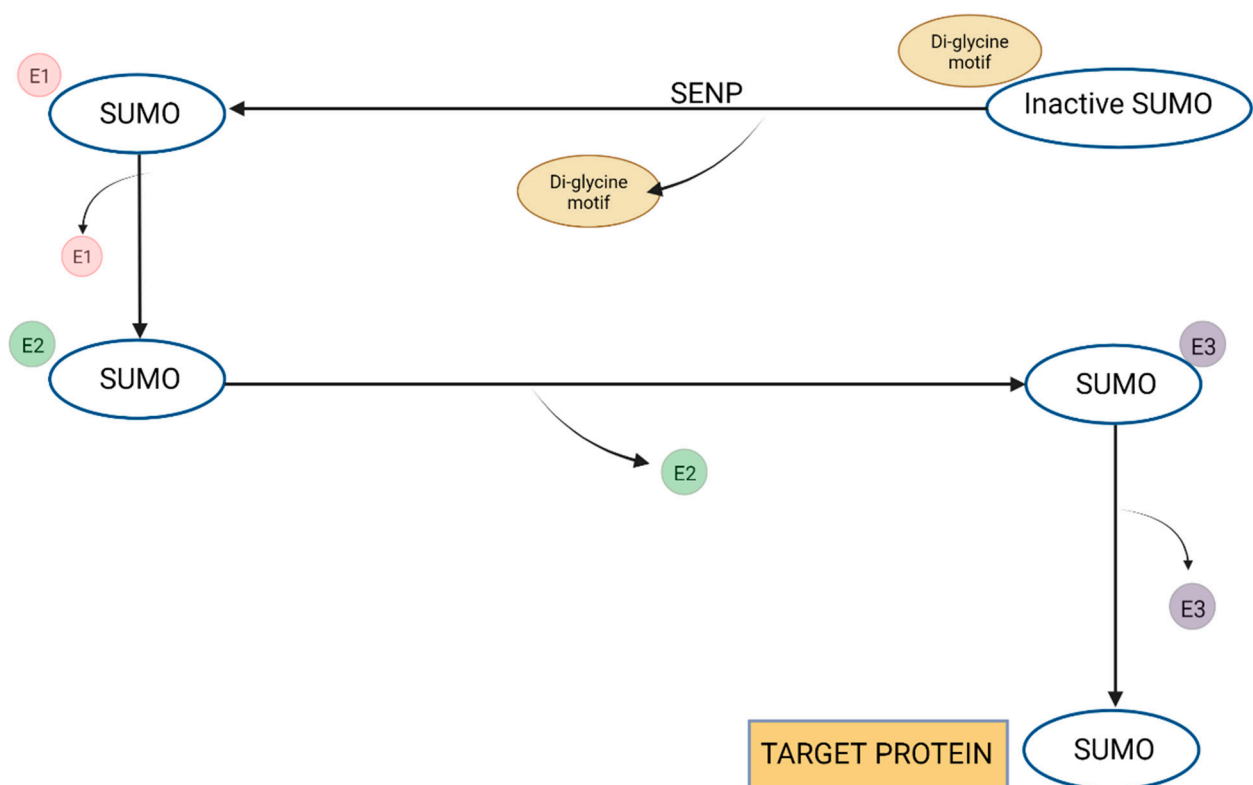 Di-glycine
motif
E1
SUMO
SENP
Inactive SUMO
Di-glycine
motif
E1
E2
SUMO
SUMO
E3
E2
E3
TARGET PROTEIN
SUMO